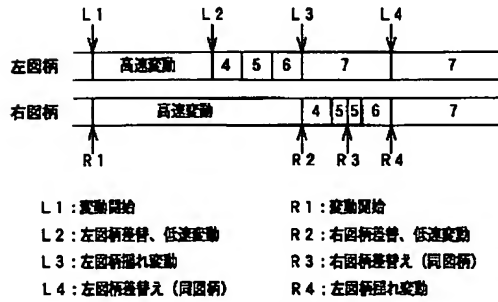 L1 L2 L3 L4
左図柄 高速変動 4 5 6 7 7
右図柄 高速変動 4 5 5 6 7
R1 R2 R3 R4
L1:変動開始 R1:変動開始
L2:左図柄差替、低速変動 R2:右図柄差替、低速変動
L3:左図柄揺れ変動 R3:右図柄差替え(同図柄)
L4:左図柄差替え(同図柄) R4:左図柄揺れ変動